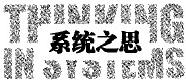 THINKING
系统之思
IN SYSTEMS